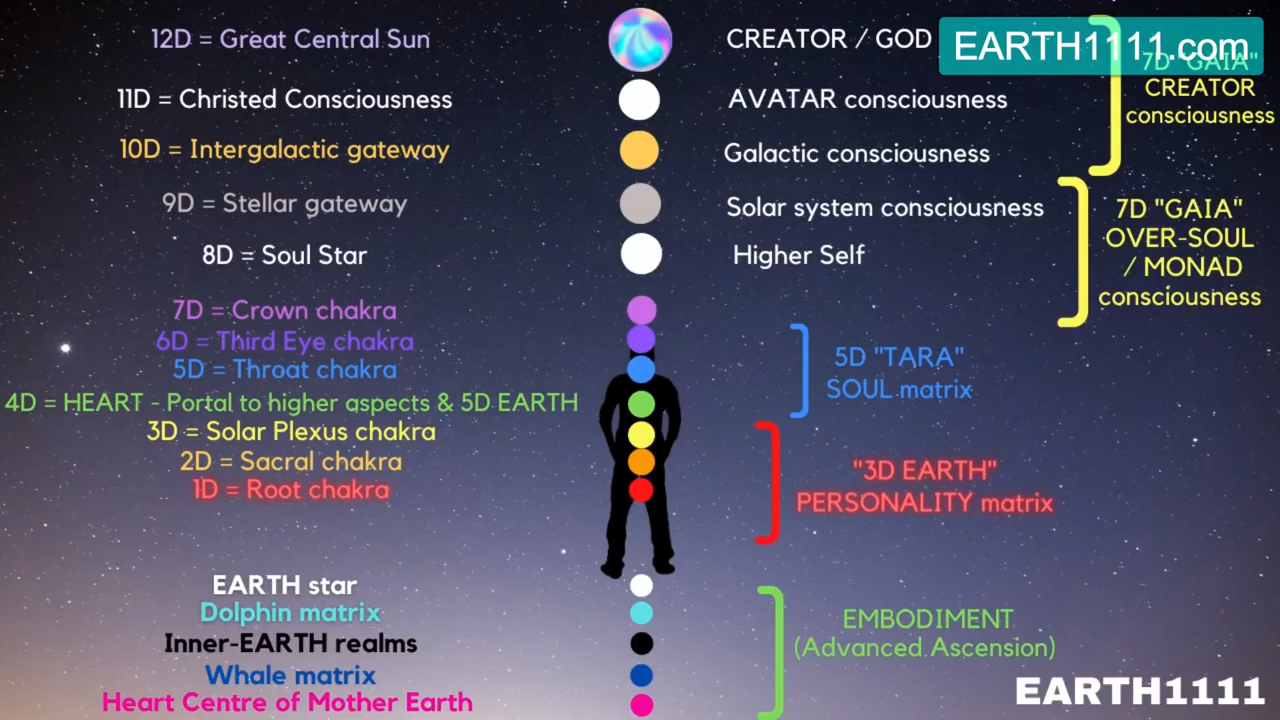 12D = Great Central Sun
CREATOR / GOD
EARTH1111.com
7D "GAIA"
CREATOR
consciousness
11D = Christed Consciousness
AVATAR consciousness
10D = Intergalactic gateway
Galactic consciousness
9D = Stellar gateway
Solar system consciousness
7D "GAIA"
OVER-SOUL
/ MONAD
consciousness
8D = Soul Star
Higher Self
7D = Crown chakra
6D = Third Eye chakra
5D = Throat chakra
5D "TARA"
SOUL matrix
4D = HEART - Portal to higher aspects & 5D EARTH
3D = Solar Plexus chakra
2D = Sacral chakra
1D = Root chakra
"3D EARTH"
PERSONALITY matrix
EARTH star
Dolphin matrix
Inner-EARTH realms
Whale matrix
Heart Centre of Mother Earth
EMBODIMENT
(Advanced Ascension)
EARTH1111